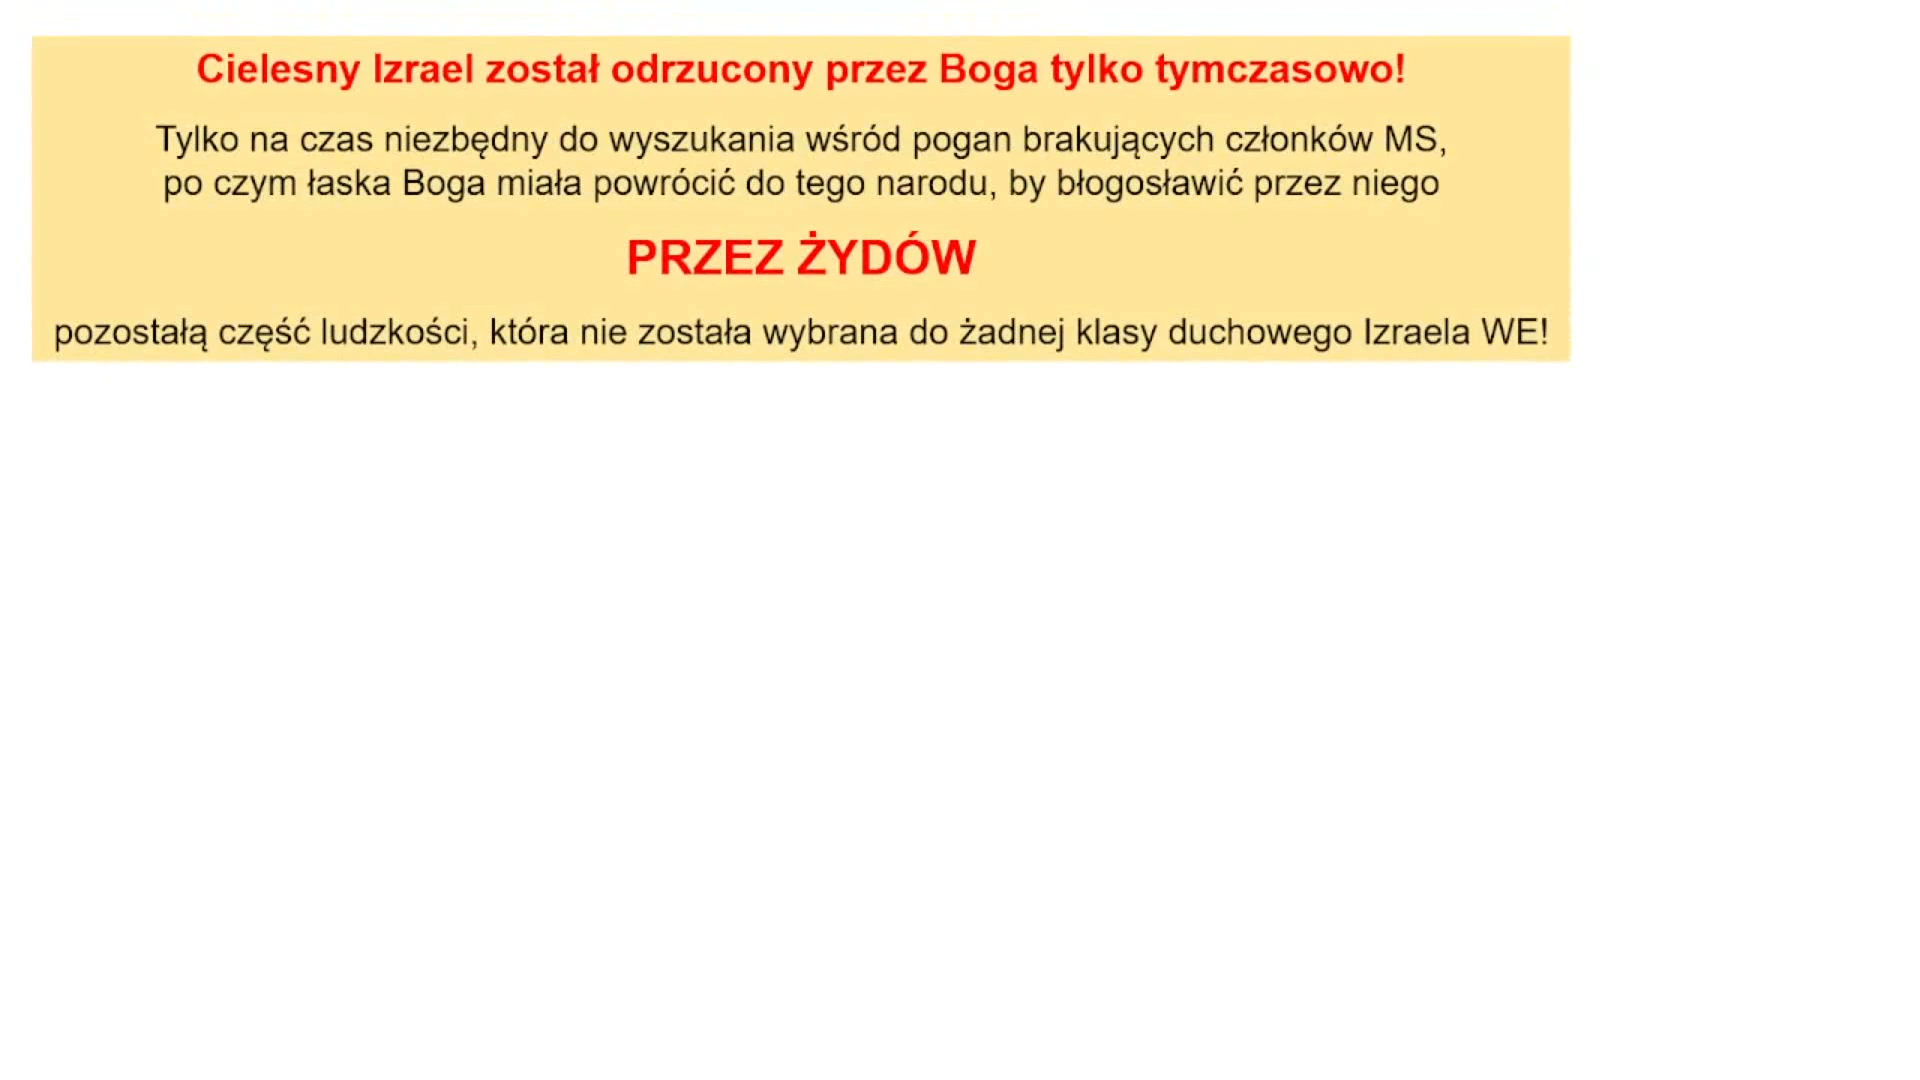 Cielesny Izrael został odrzucony przez Boga tylko tymczasowo!
Tylko na czas niezbędny do wyszukania wśród pogan brakujących członków MS,
po czym łaska Boga miała powrócić do tego narodu, by błogosławić przez niego
PRZEZ ŻYDÓW
pozostałą część ludzkości, która nie została wybrana do żadnej klasy duchowego Izraela WE!